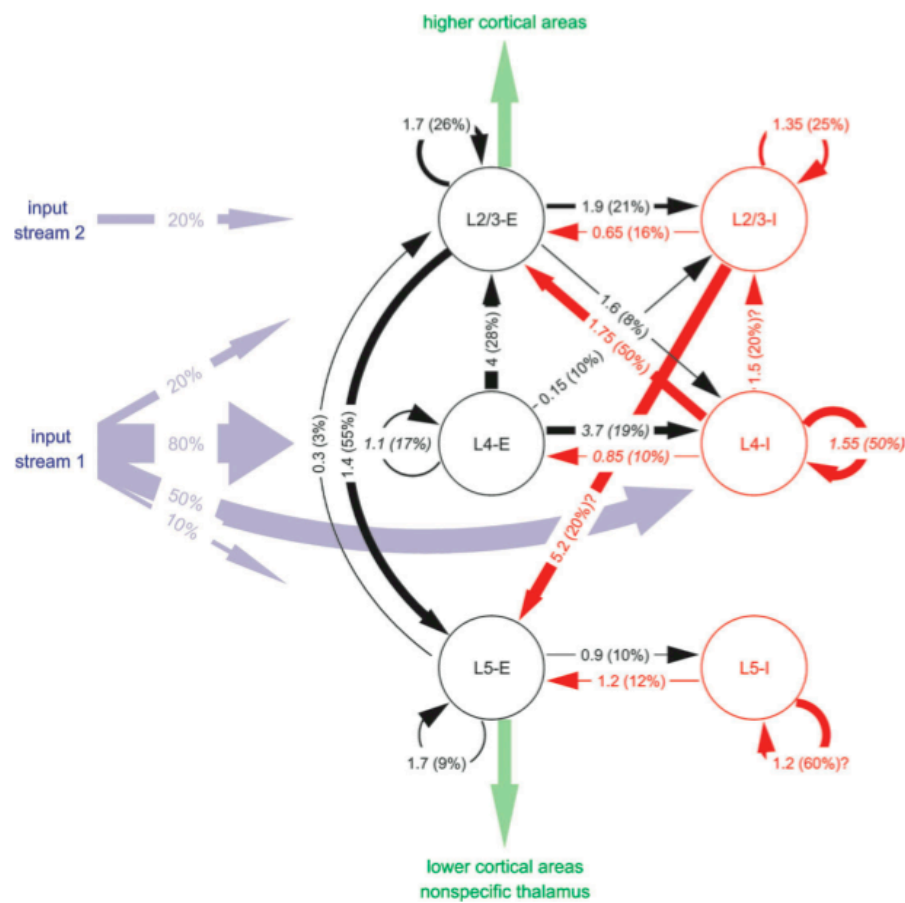 higher cortical areas
1.7 (26%)
1.35 (25%)
input
stream 2
20%
L2/3-E
1.9 (21%)
0.65 (16%)
L2/3-I
1.6 (8%)
1.75 (50%)
4 (28%)
0.15 (10%)
1.5 (20%)?
20%
input
stream 1
80%
50%
10%
0.3 (3%)
1.4 (55%)
1.1 (17%)
L4-E
3.7 (19%)
0.85 (10%)
L4-I
1.55 (50%)
5.2 (20%)?
L5-E
0.9 (10%)
1.2 (12%)
L5-I
1.7 (9%)
1.2 (60%)?
lower cortical areas
nonspecific thalamus